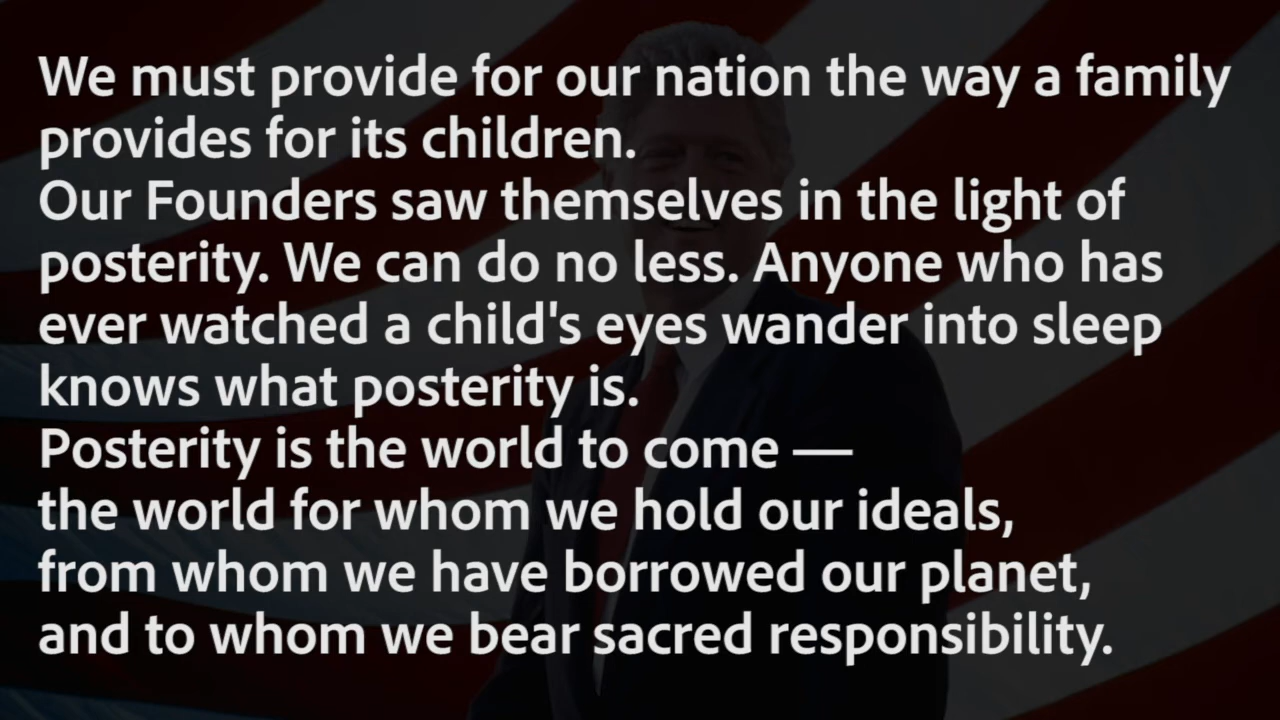 We must provide for our nation the way a family
provides for its children.
Our Founders saw themselves in the light of
posterity. We can do no less. Anyone who has
ever watched a child's eyes wander into sleep
knows what posterity is.
Posterity is the world to come —
the world for whom we hold our ideals,
from whom we have borrowed our planet,
and to whom we bear sacred responsibility.